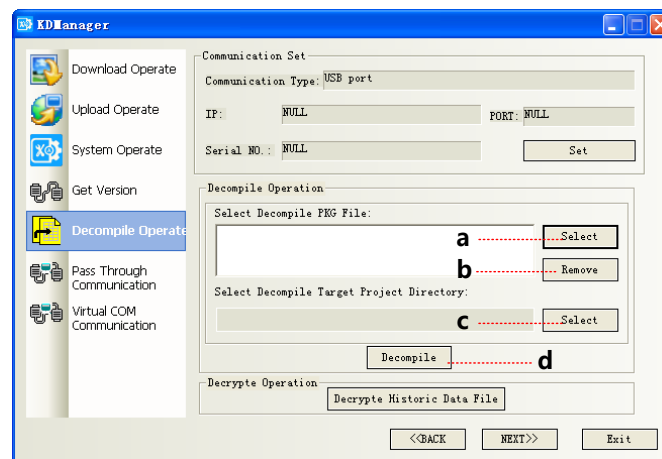 KDManager
Download Operate
Upload Operate
System Operate
Get Version
Decompile Operate
Pass Through
Communication
Virtual COM
Communication
Communication Set
Communication Type: USB port
IP: NULL PORT: NULL
Serial NO.: NULL Set
Decompile Operation
Select Decompile PKG File:
a Select
b Remove
Select Decompile Target Project Directory:
c Select
Decompile d
Decrypte Operation
Decrypte Historic Data File
<<BACK NEXT>> Exit